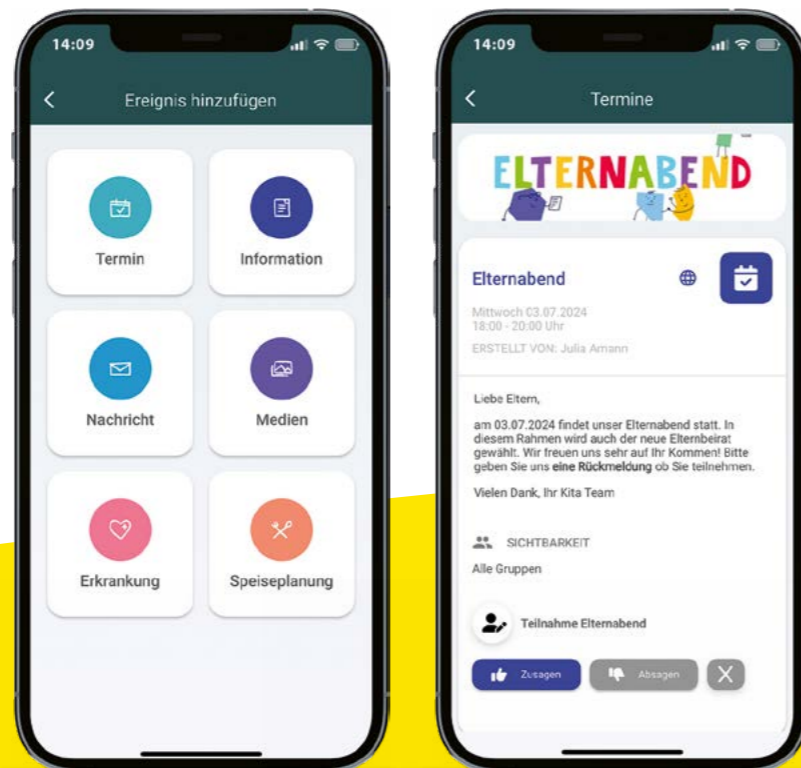 14:09
Ereignis hinzufügen
Termin
Information
Nachricht
Medien
Erkrankung
Speiseplanung
14:09
Termine
ELTERNABEND
Elternabend
Mittwoch 03.07.2024
18:00 - 20:00 Uhr
ERSTELLT VON: Julia Amann
Liebe Eltern,
am 03.07.2024 findet unser Elternabend statt. In
diesem Rahmen wird auch der neue Elternbeirat
gewählt. Wir freuen uns sehr auf Ihr Kommen! Bitte
geben Sie uns eine Rückmeldung ob Sie teilnehmen.
Vielen Dank, Ihr Kita Team
SICHTBARKEIT
Alle Gruppen
Teilnahme Elternabend
Zusagen
Absagen